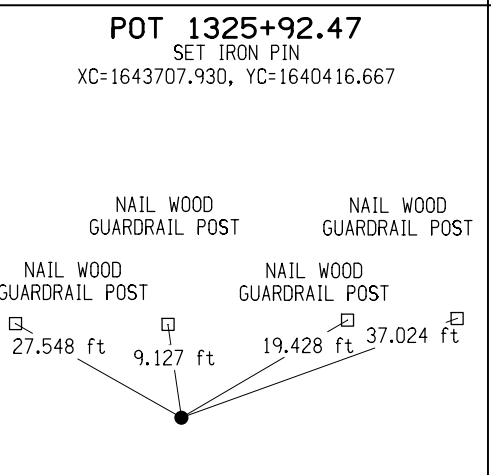 POT 1325+92.47
SET IRON PIN
XC=1643707.930, YC=1640416.667
NAIL WOOD
GUARDRAIL POST
NAIL WOOD
GUARDRAIL POST
NAIL WOOD
GUARDRAIL POST
NAIL WOOD
GUARDRAIL POST
27.548 ft
9.127 ft
19.428 ft
37.024 ft